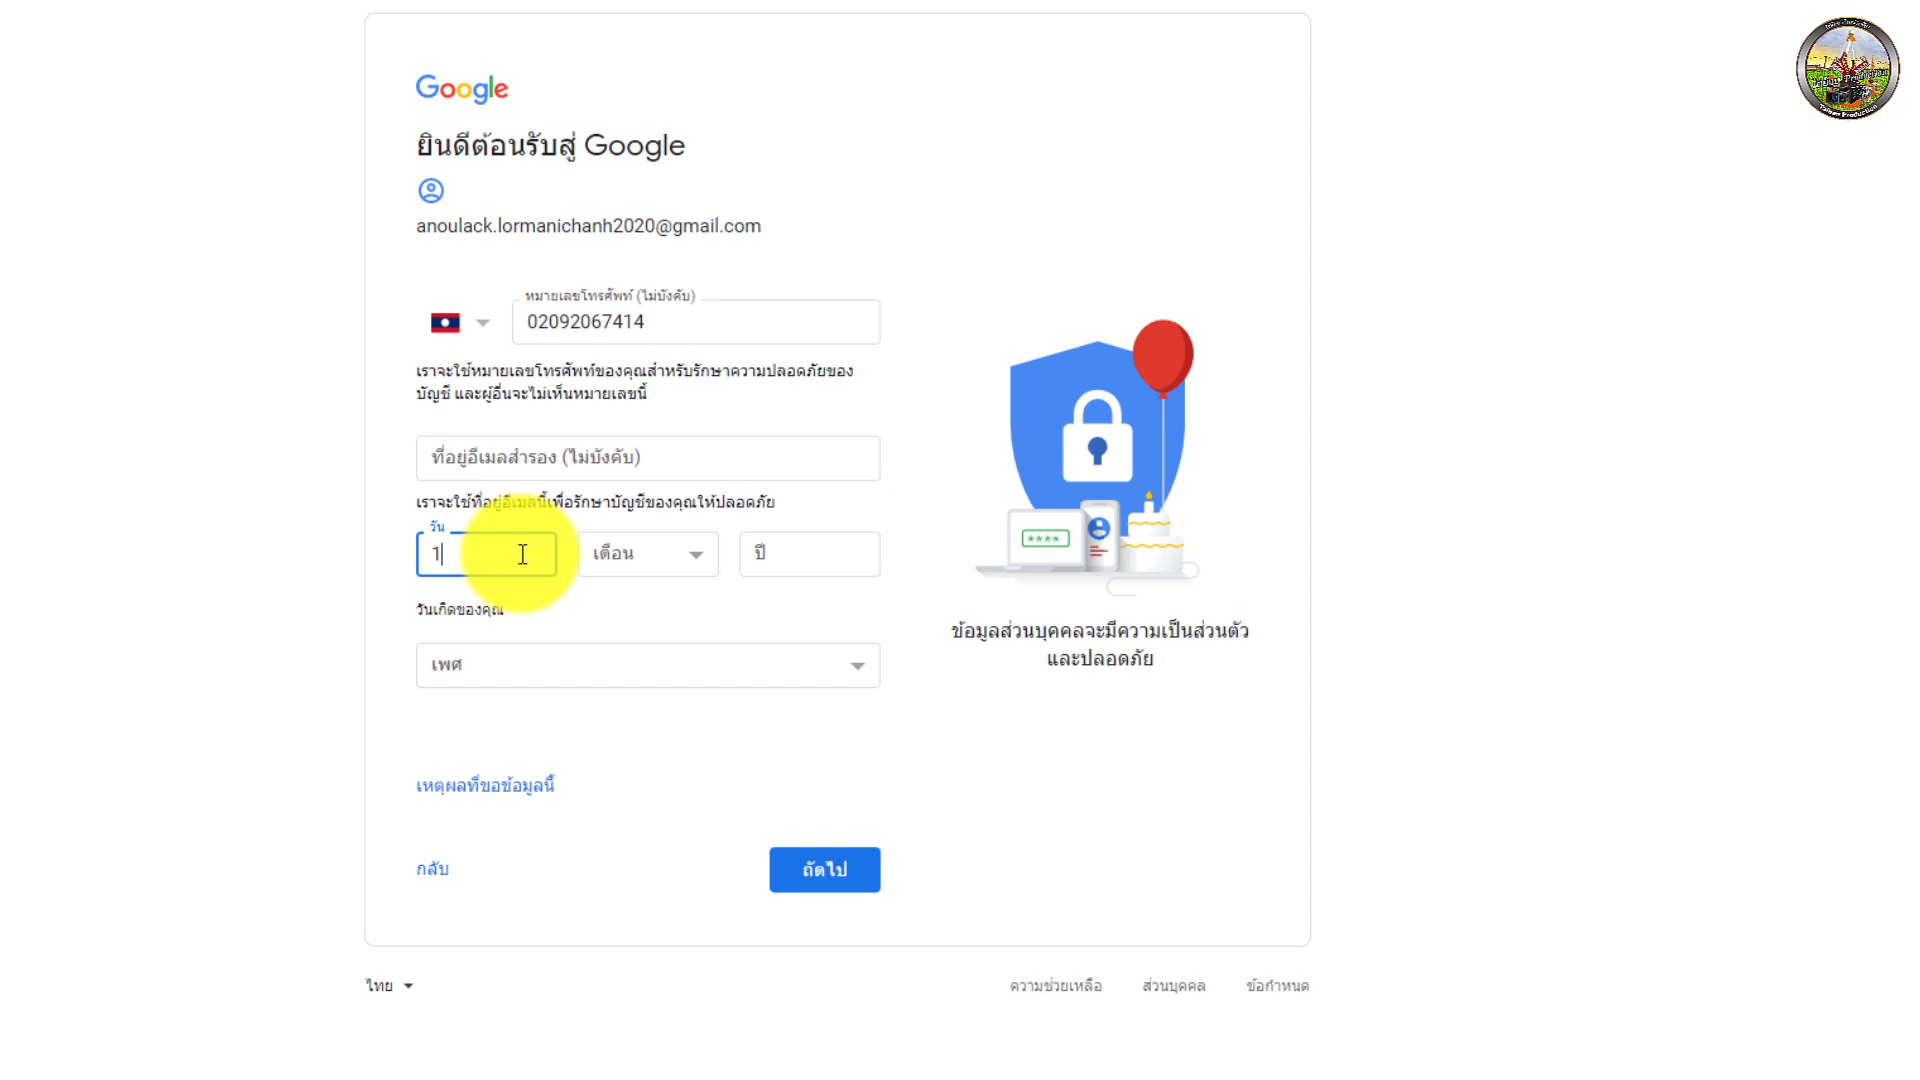 Google
ยินดีต้อนรับสู่ Google
anoulack.lormanichanh2020@gmail.com
หมายเลขโทรศัพท์ (ไม่บังคับ)
02092067414
เราจะใช้หมายเลขโทรศัพท์ของคุณสำหรับรักษาความปลอดภัยของ
บัญชี และผู้อื่นจะไม่เห็นหมายเลขนี้
ที่อยู่อีเมลสำรอง (ไม่บังคับ)
เราจะใช้ที่อยู่อีเมลนี้เพื่อรักษาบัญชีของคุณให้ปลอดภัย
วัน
1
เดือน
ปี
วันเกิดของคุณ
เพศ
****
ข้อมูลส่วนบุคคลจะมีความเป็นส่วนตัว
และปลอดภัย
เหตุผลที่ขอข้อมูลนี้
กลับ
ถัดไป
ไทย
ความช่วยเหลือ
ส่วนบุคคล
ข้อกำหนด